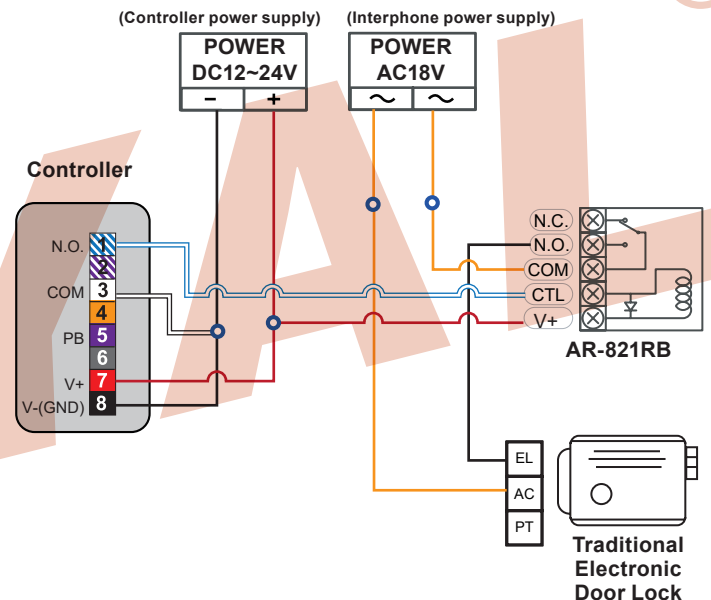 (Controller power supply)
(Interphone power supply)
POWER
DC12~24V
− +
POWER
AC18V
~ ~
Controller
N.O. 1
2
COM 3
4
PB 5
6
V+ 7
V-(GND) 8
N.C.
N.O.
COM
CTL
V+
AR-821RB
EL
AC
PT
Traditional
Electronic
Door Lock